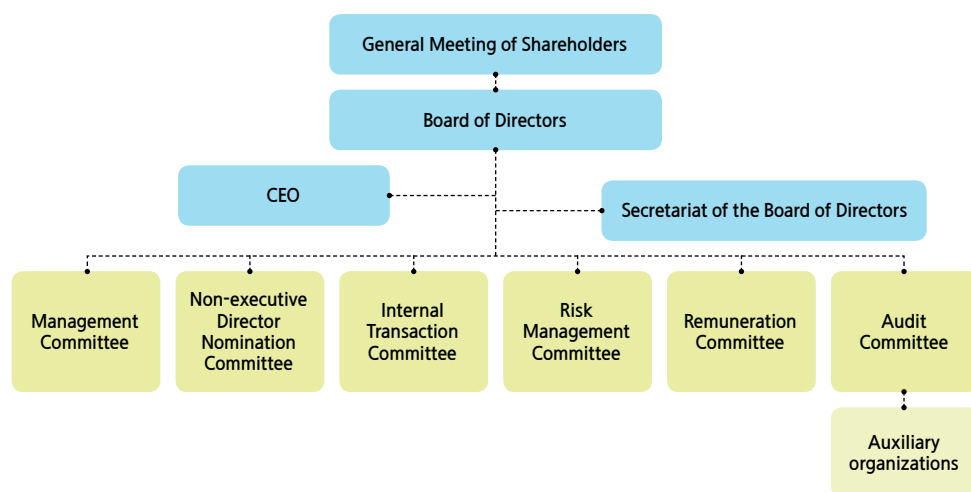 General Meeting of Shareholders
Board of Directors
CEO
Secretariat of the Board of Directors
Management
Committee
Non-executive
Director
Nomination
Committee
Internal
Transaction
Committee
Risk
Management
Committee
Remuneration
Committee
Audit
Committee
Auxiliary
organizations